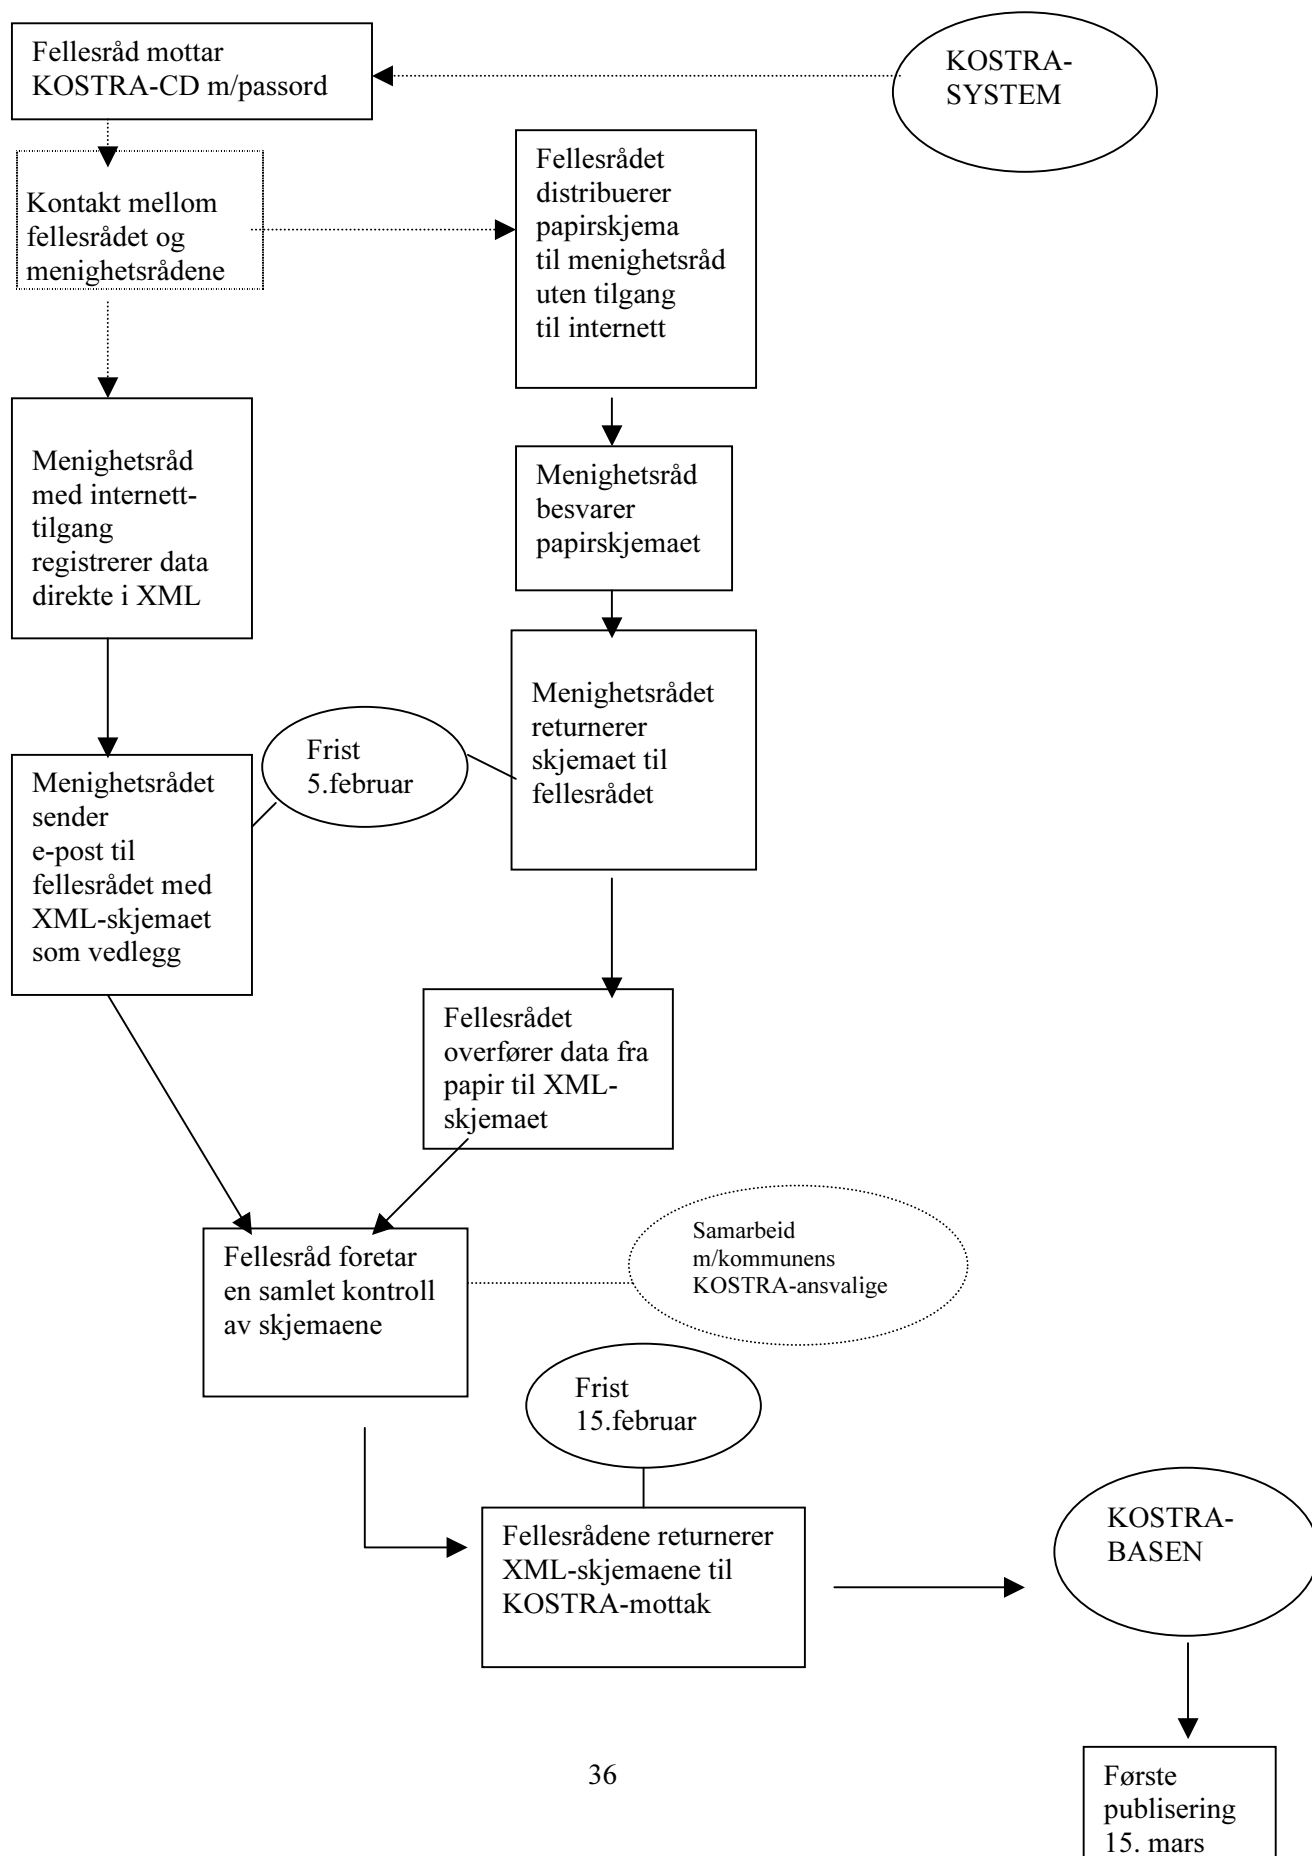 Fellesråd mottar
KOSTRA-CD m/passord
KOSTRA-
SYSTEM
Kontakt mellom
fellesrådet og
menighetsrådene
Fellesrådet
distribuerer
papirskjema
til menighetsråd
uten tilgang
til internett
Menighetsråd
med internett-
tilgang
registrerer data
direkte i XML
Menighetsråd
besvarer
papirskjemaet
Menighetsrådet
returnerer
skjemaet til
fellesrådet
Frist
5.februar
Menighetsrådet
sender
e-post til
fellesrådet med
XML-skjemaet
som vedlegg
Fellesrådet
overfører data fra
papir til XML-
skjemaet
Fellesråd foretar
en samlet kontroll
av skjemaene
Samarbeid
m/kommunens
KOSTRA-ansvalige
Frist
15.februar
Fellesrådene returnerer
XML-skjemaene til
KOSTRA-mottak
KOSTRA-
BASEN
Første
publisering
15. mars
36